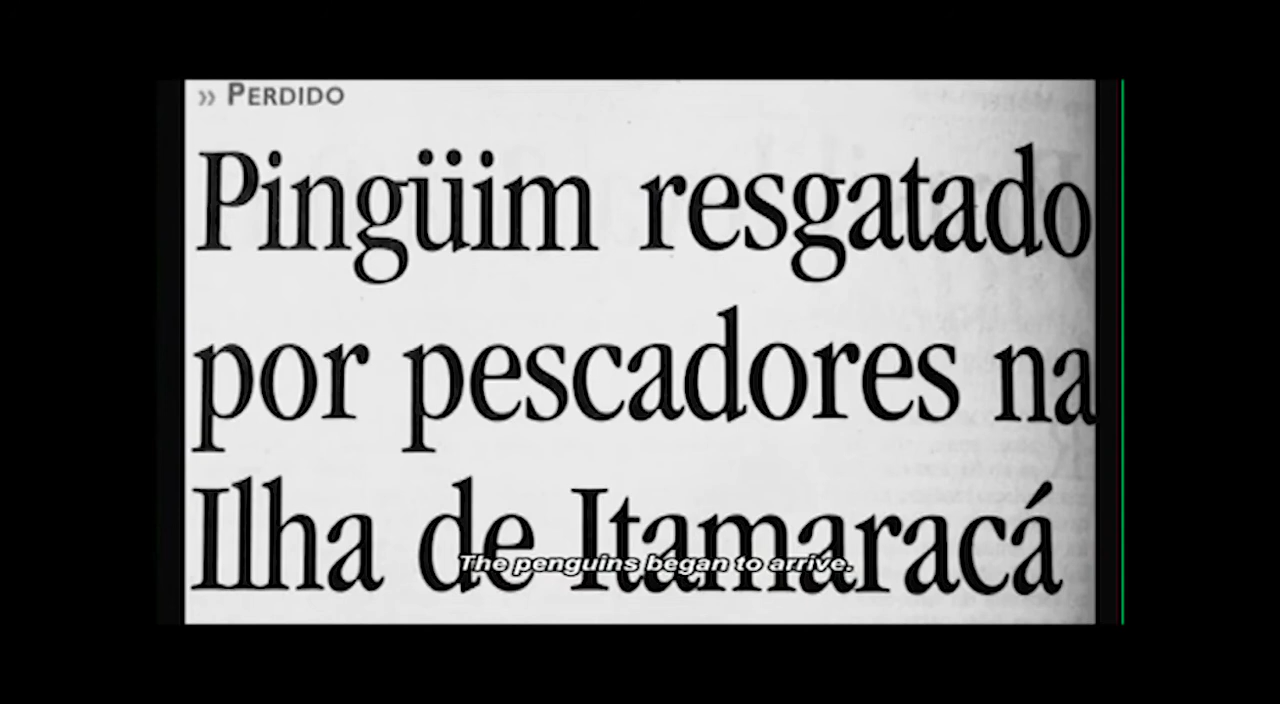 » PERDIDO
Pingüim resgatado
por pescadores na
Ilha de Itamaracá
The penguins began to arrive.